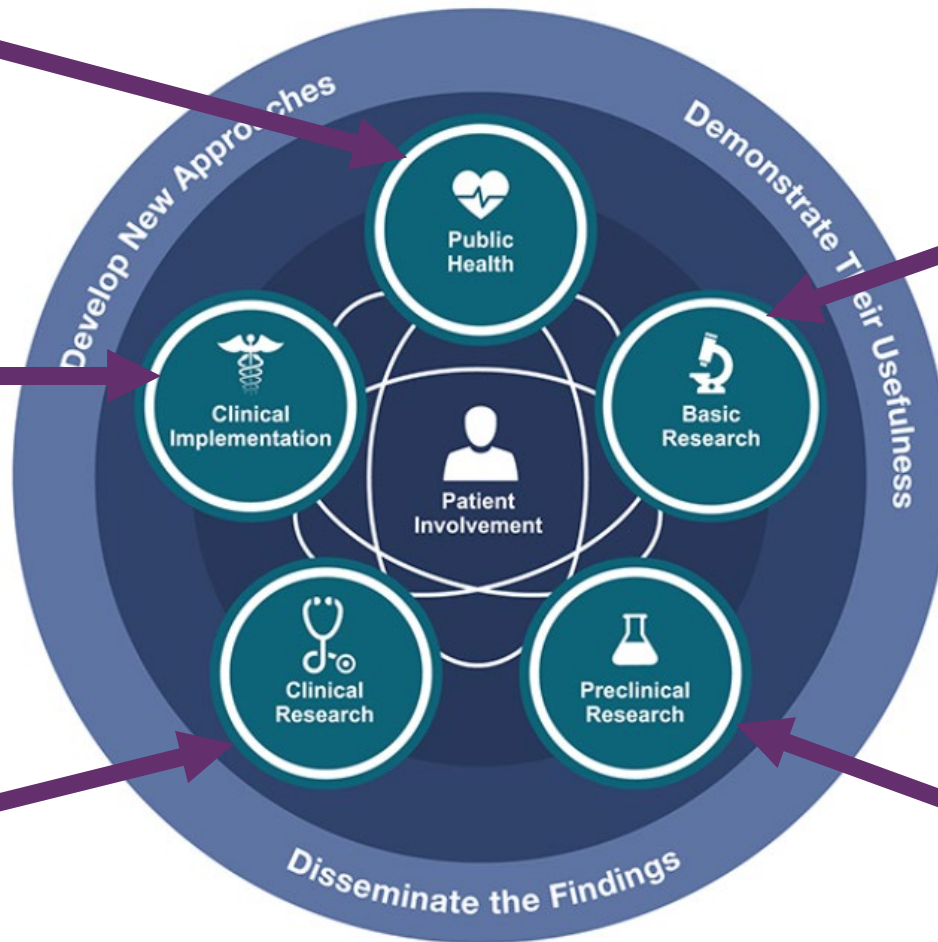 Develop New Approaches
Demonstrate Their Usefulness
Public
Health
Clinical
Implementation
Basic
Research
Patient
Involvement
Clinical
Research
Preclinical
Research
Disseminate the Findings